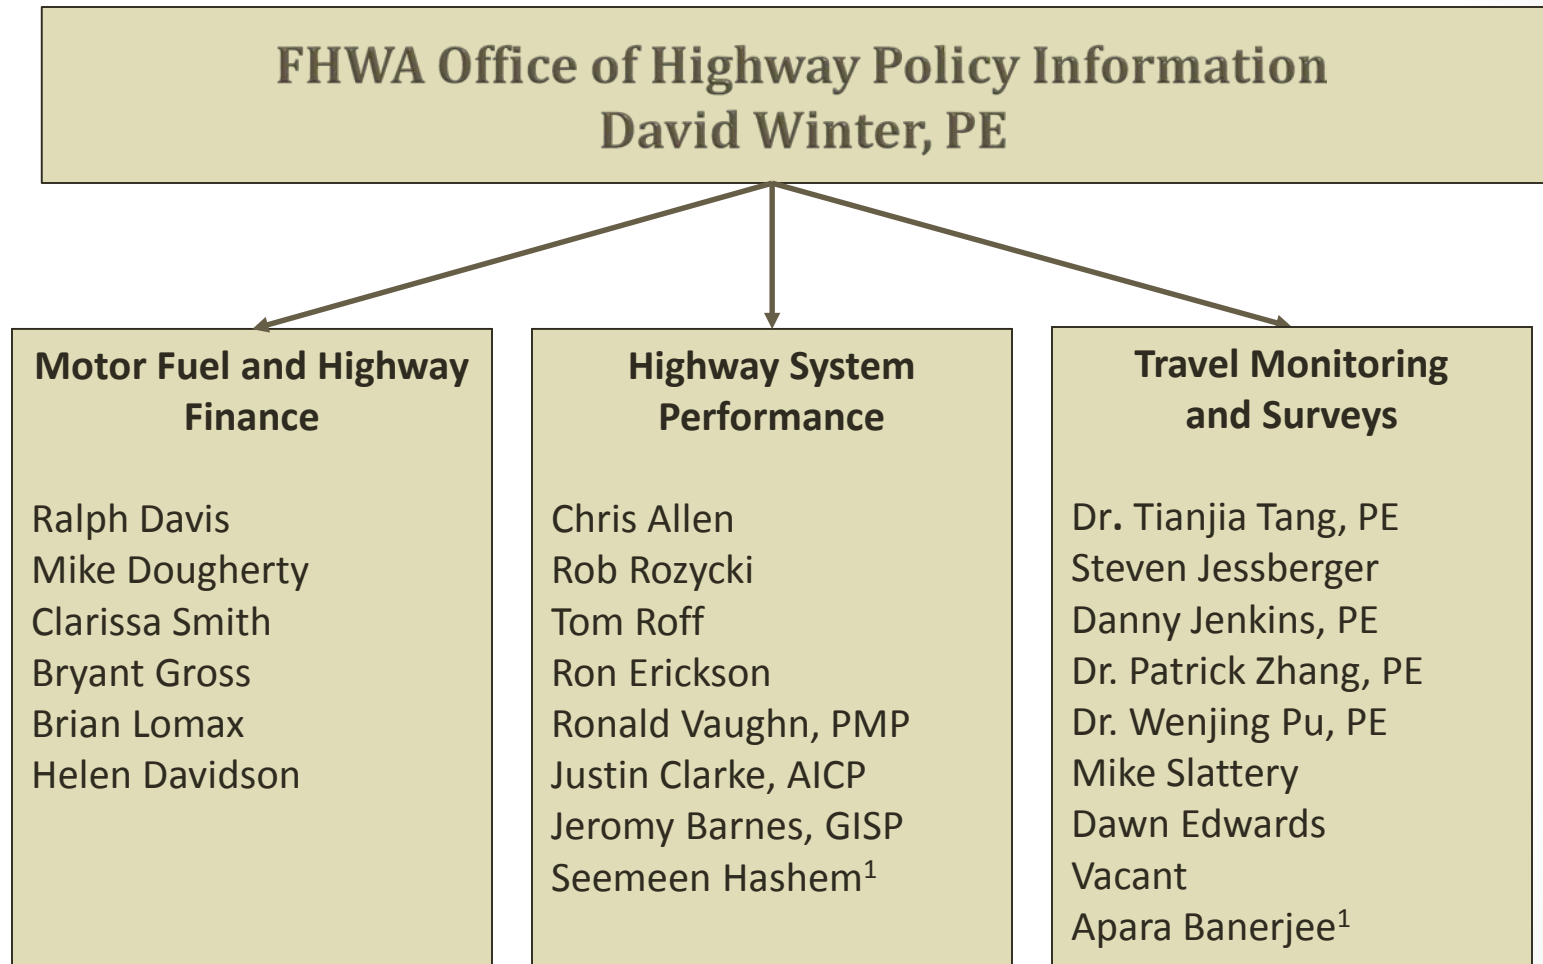 FHWA Office of Highway Policy Information
David Winter, PE
Motor Fuel and Highway
Finance
Ralph Davis
Mike Dougherty
Clarissa Smith
Bryant Gross
Brian Lomax
Helen Davidson
Highway System
Performance
Chris Allen
Rob Rozycki
Tom Roff
Ron Erickson
Ronald Vaughn, PMP
Justin Clarke, AICP
Jeromy Barnes, GISP
Seemeen Hashem¹
Travel Monitoring
and Surveys
Dr. Tianjia Tang, PE
Steven Jessberger
Danny Jenkins, PE
Dr. Patrick Zhang, PE
Dr. Wenjing Pu, PE
Mike Slattery
Dawn Edwards
Vacant
Apara Banerjee¹